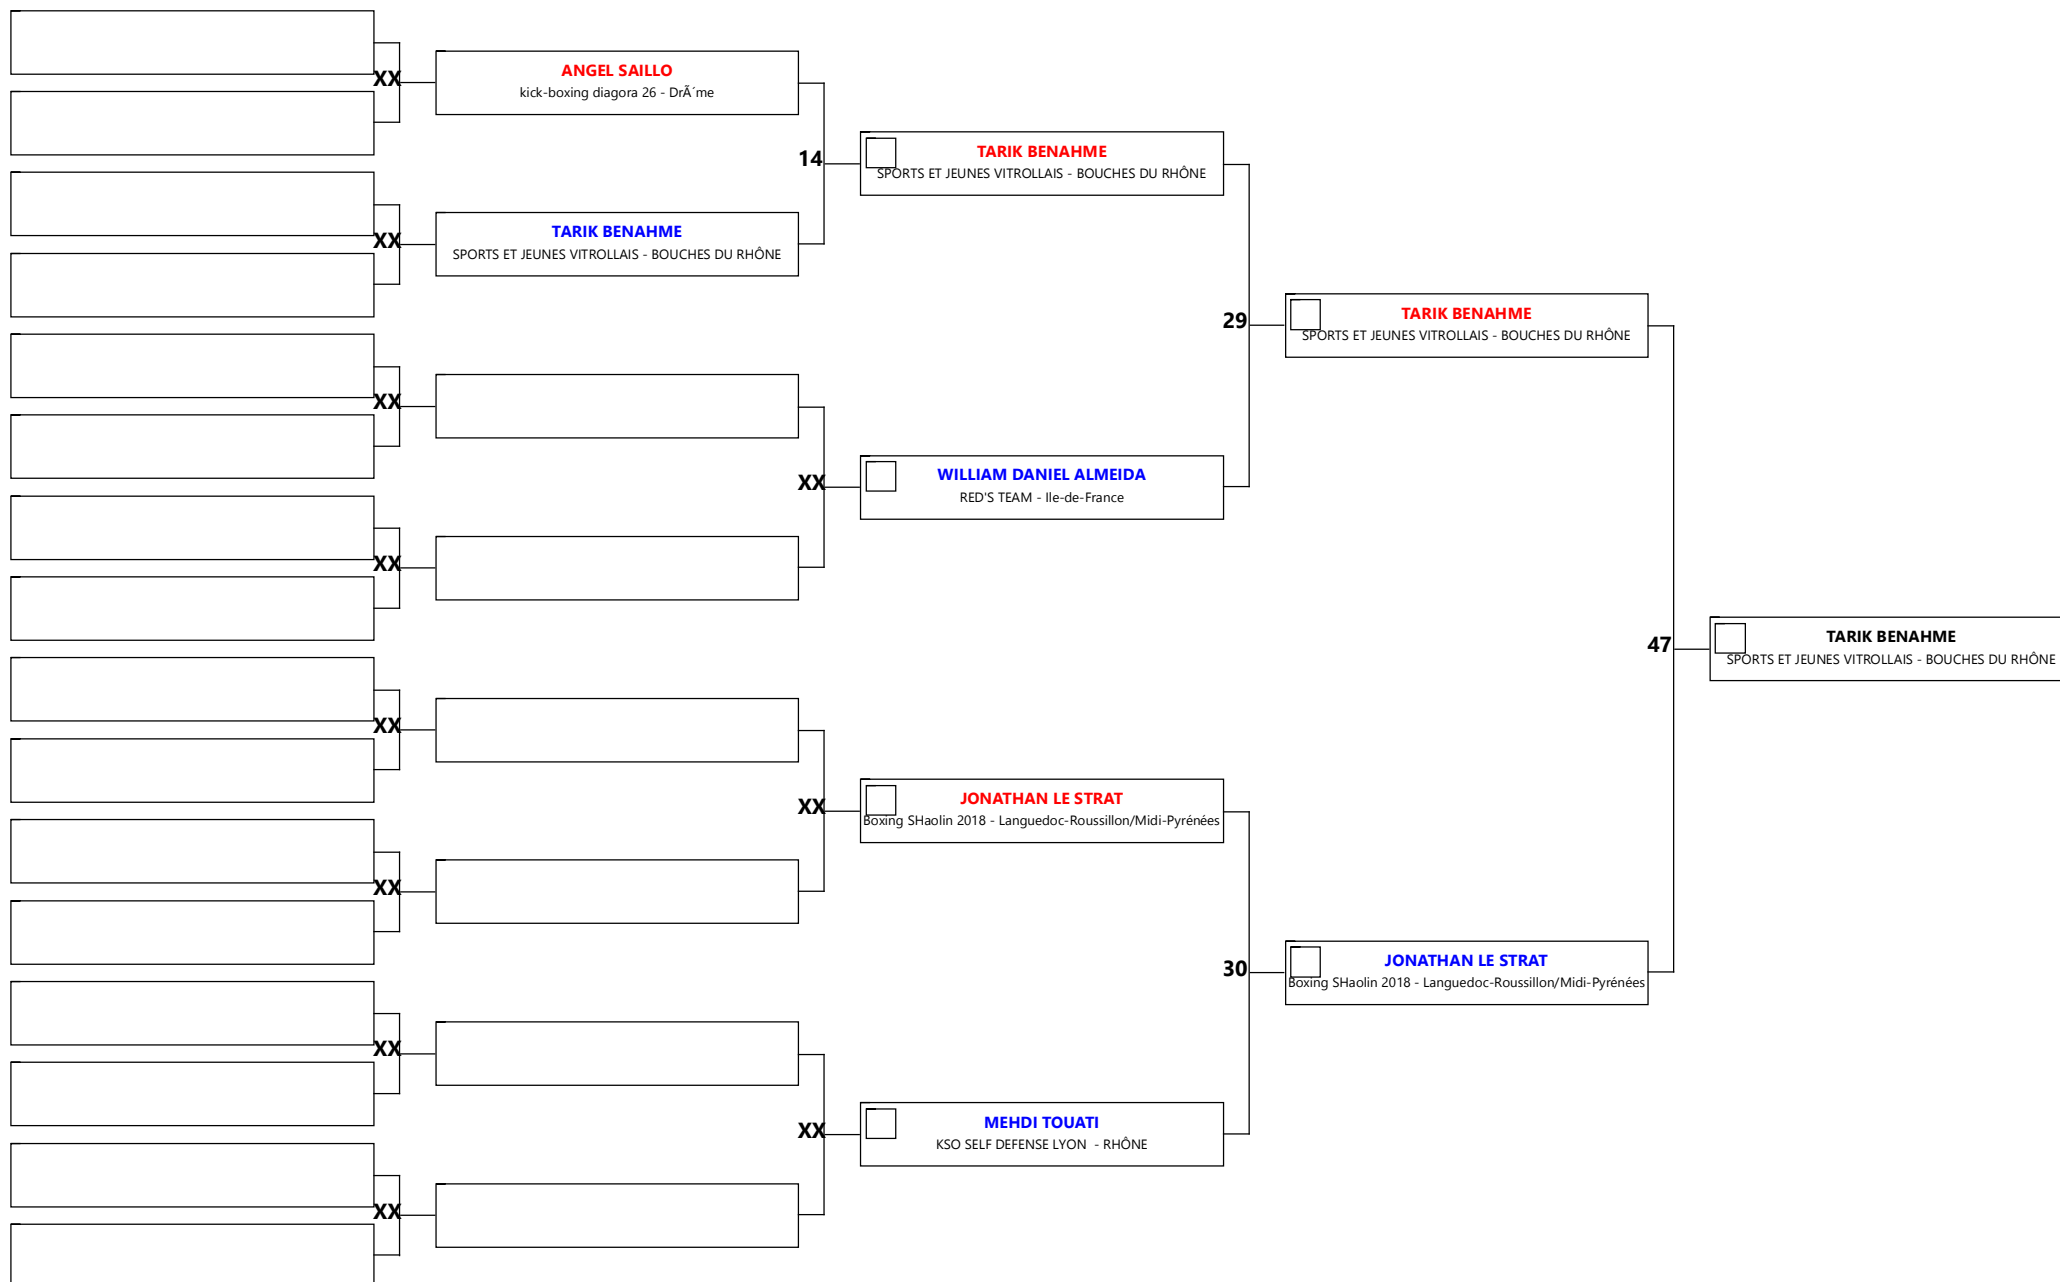 XX
XX
XX
XX
XX
XX
XX
XX
ANGEL SAILLO
kick-boxing diagora 26 - DrÃ´me
TARIK BENAHME
SPORTS ET JEUNES VITROLLAIS - BOUCHES DU RHÔNE
14
XX
XX
XX
TARIK BENAHME
SPORTS ET JEUNES VITROLLAIS - BOUCHES DU RHÔNE
WILLIAM DANIEL ALMEIDA
RED'S TEAM - Ile-de-France
JONATHAN LE STRAT
Boxing SHaolin 2018 - Languedoc-Roussillon/Midi-Pyrénées
MEHDI TOUATI
KSO SELF DEFENSE LYON  - RHÔNE
29
30
TARIK BENAHME
SPORTS ET JEUNES VITROLLAIS - BOUCHES DU RHÔNE
JONATHAN LE STRAT
Boxing SHaolin 2018 - Languedoc-Roussillon/Midi-Pyrénées
47
TARIK BENAHME
SPORTS ET JEUNES VITROLLAIS - BOUCHES DU RHÔNE